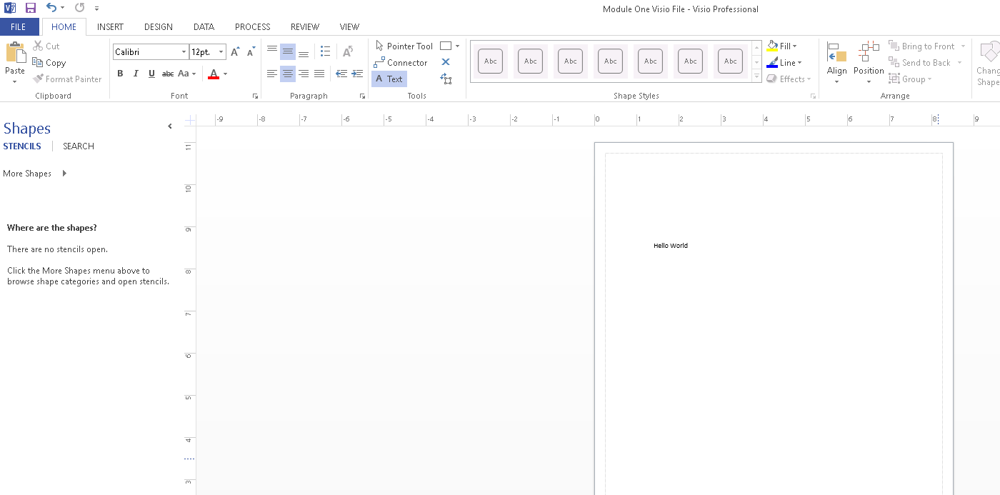 Module One Visio File - Visio Professional
FILE HOME INSERT DESIGN DATA PROCESS REVIEW VIEW
Paste
Cut
Copy
Format Painter
Clipboard
Calibri 12pt. A A
B I U abc Aa A
Font
A
Paragraph
Pointer Tool
Connector
A Text
Tools
Abc Abc Abc Abc Abc Abc Abc
Shape Styles
Fill
Line
Effects
Align
Position
Bring to Front
Send to Back
Group
Arrange
Chang
Shape
Shapes
STENCILS SEARCH
More Shapes
Where are the shapes?
There are no stencils open.
Click the More Shapes menu above to
browse shape categories and open stencils.
-9 -8 -7 -6 -5 -4 -3 -2 -1 0 1 2 3 4 5 6 7 8 9
11
10
9
8
7
6
5
4
3
Hello World